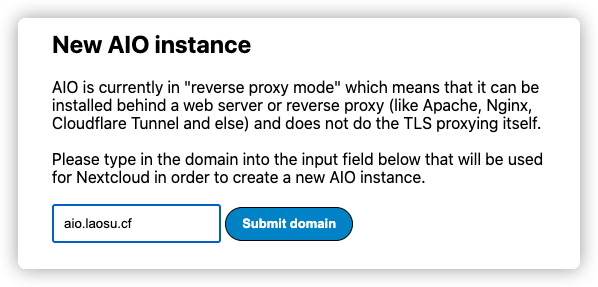 New AIO instance
AIO is currently in "reverse proxy mode" which means that it can be
installed behind a web server or reverse proxy (like Apache, Nginx,
Cloudflare Tunnel and else) and does not do the TLS proxying itself.
Please type in the domain into the input field below that will be used
for Nextcloud in order to create a new AIO instance.
aio.laosu.cf Submit domain